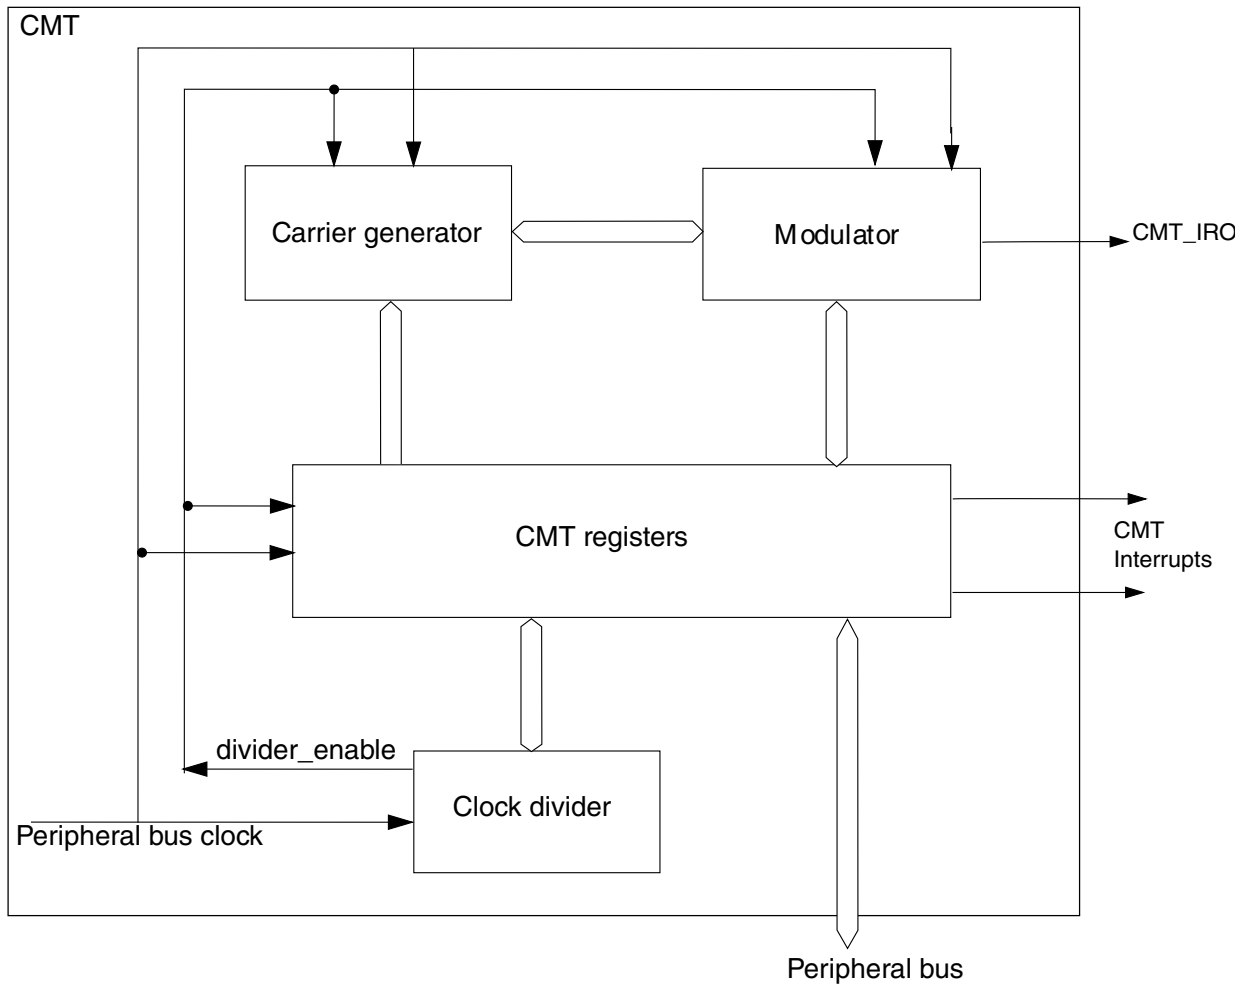 CMT
Carrier generator
Modulator
CMT_IRO
CMT registers
CMT
Interrupts
divider_enable
Clock divider
Peripheral bus clock
Peripheral bus